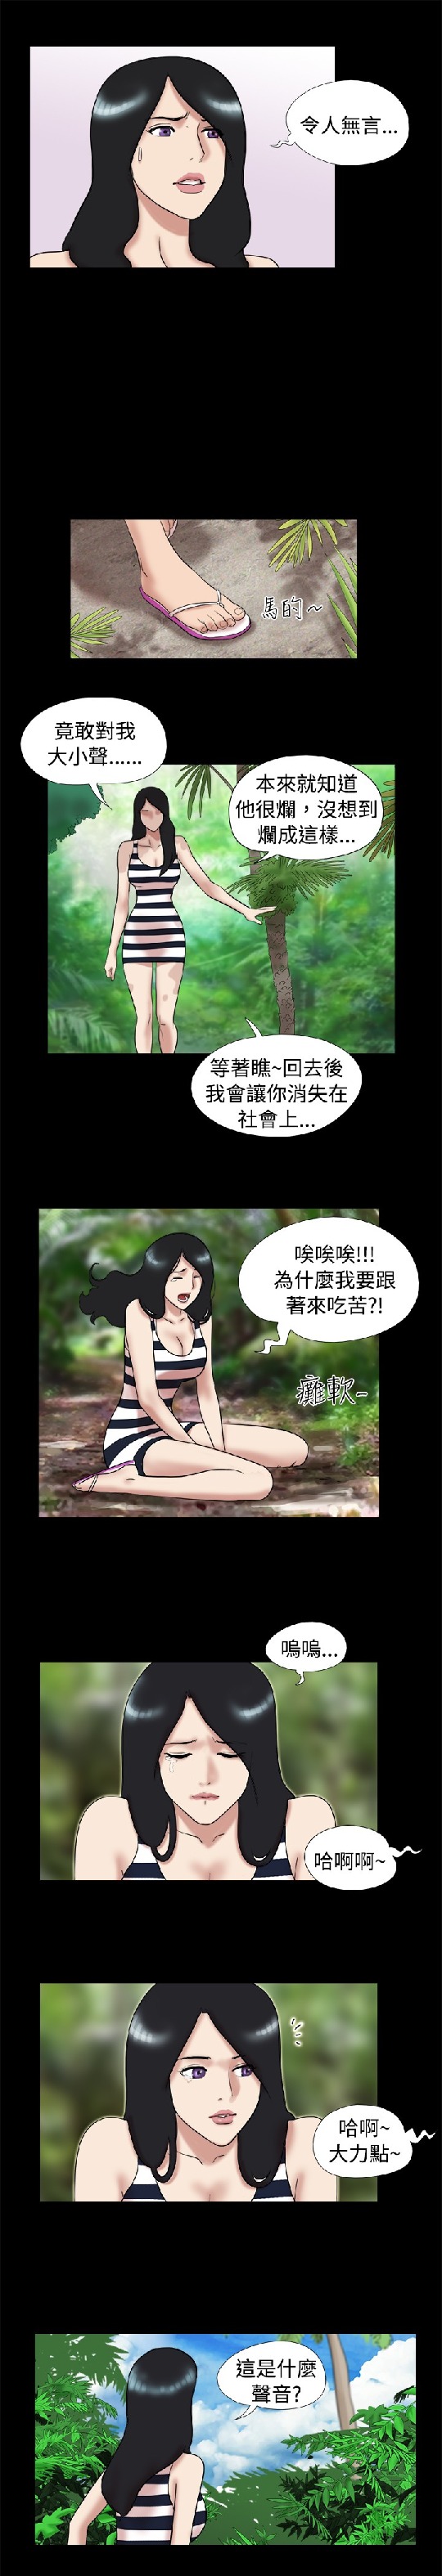 令人無言...
馬的~
竟敢對我
大小聲......
本來就知道
他很爛，沒想到
爛成這樣...
等著瞧~回去後
我會讓你消失在
社會上...
唉唉唉!!!
為什麼我要跟
著來吃苦?!
癱軟~
嗚嗚...
哈啊啊~
哈啊~
大力點~
這是什麼
聲音?